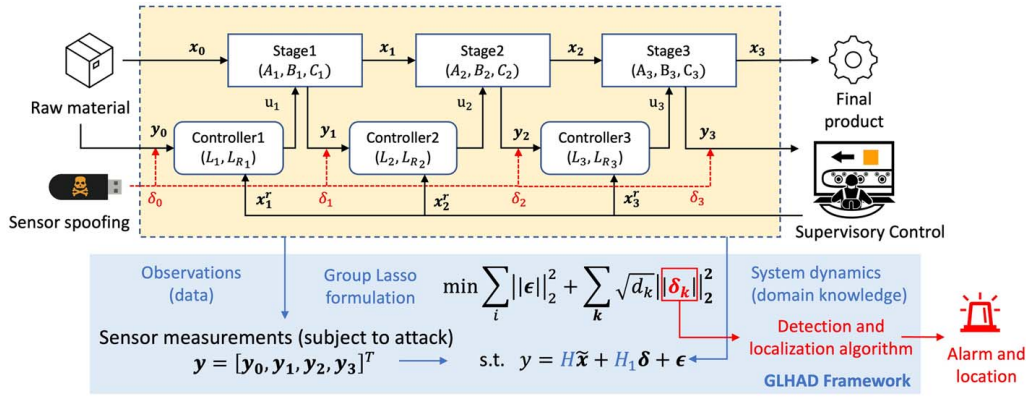 x₀
Stage1
(A₁, B₁, C₁)
x₁
Stage2
(A₂, B₂, C₂)
x₂
Stage3
(A₃, B₃, C₃)
x₃
Raw material
Final
product
u₁
u₂
u₃
y₀
Controller1
(L₁, L_R₁)
y₁
Controller2
(L₂, L_R₂)
y₂
Controller3
(L₃, L_R₃)
y₃
δ₀
δ₁
δ₂
δ₃
Sensor spoofing
x₁ʳ
x₂ʳ
x₃ʳ
Supervisory Control
Observations
(data)
Group Lasso
formulation
min ∑ᵢ ||ϵ||₂² + ∑ₖ √dₖ ||δₖ||₂²
System dynamics
(domain knowledge)
Sensor measurements (subject to attack)
y = [y₀, y₁, y₂, y₃]ᵀ
s.t. y = Hx̃ + H₁δ + ϵ
Detection and
localization algorithm
Alarm and
location
GLHAD Framework